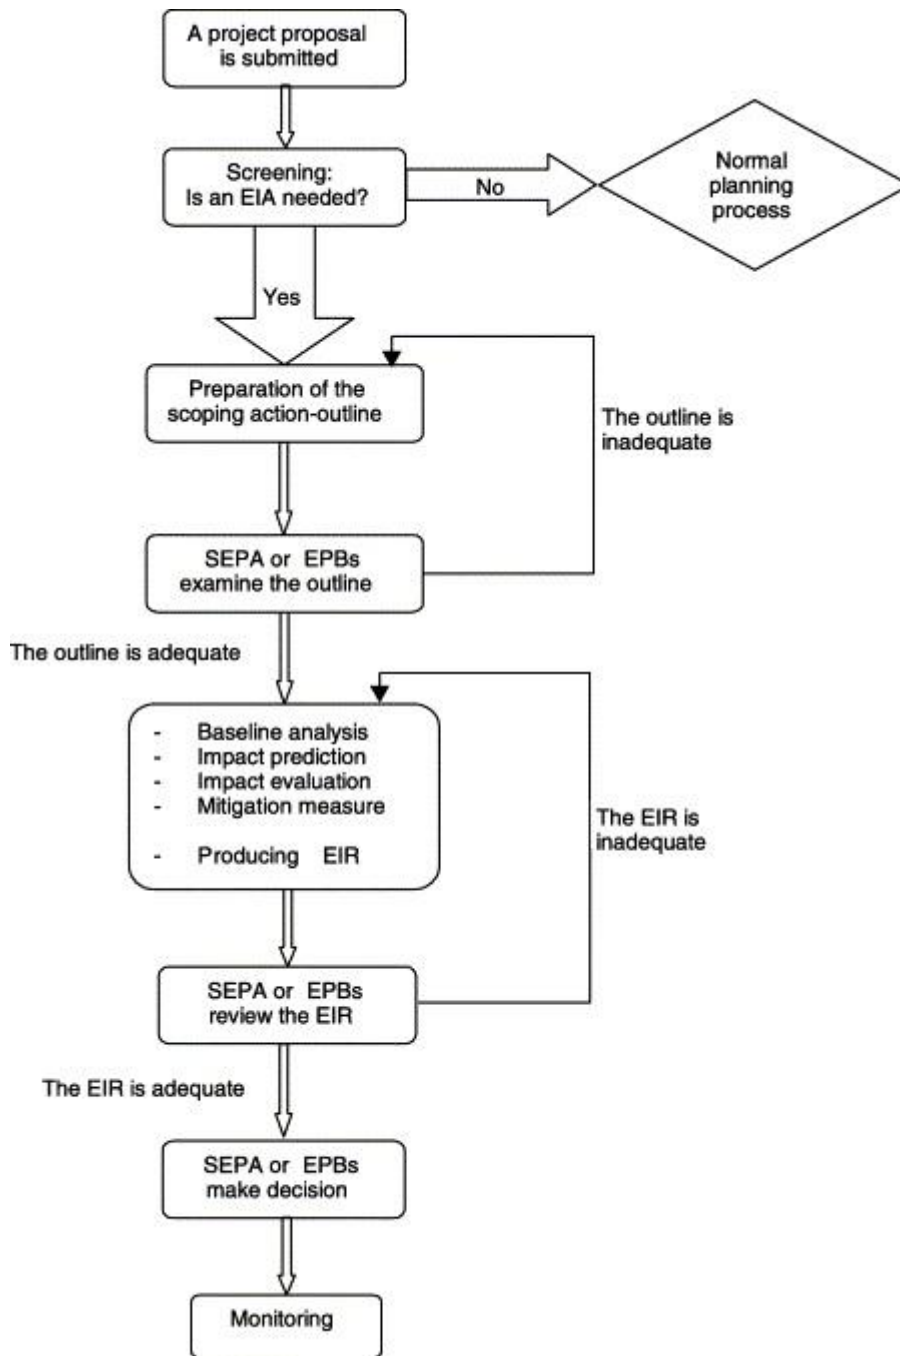 A project proposal
is submitted
Screening:
Is an EIA needed?
No
Normal
planning
process
Yes
Preparation of the
scoping action-outline
The outline is
inadequate
SEPA or EPBs
examine the outline
The outline is adequate
- Baseline analysis
- Impact prediction
- Impact evaluation
- Mitigation measure
- Producing EIR
The EIR is
inadequate
SEPA or EPBs
review the EIR
The EIR is adequate
SEPA or EPBs
make decision
Monitoring